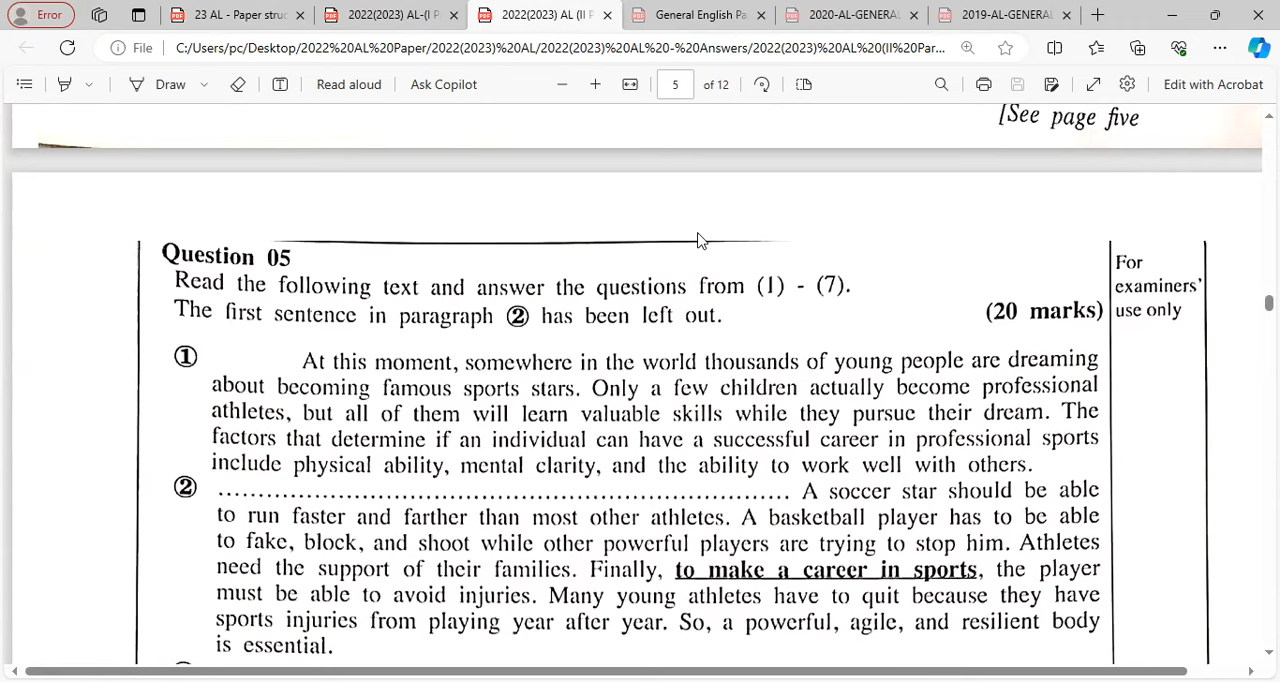 Error
23 AL - Paper struc
2022(2023) AL-(I P
2022(2023) AL (II P
General English Pa
2020-AL-GENERAL
2019-AL-GENERAL
File
C:/Users/pc/Desktop/2022%20AL%20Paper/2022(2023)%20AL/2022(2023)%20AL%20-%20Answers/2022(2023)%20AL%20(II%20Par...
Draw
Read aloud
Ask Copilot
5
of 12
Edit with Acrobat
[See page five
Question 05
Read the following text and answer the questions from (1) - (7).
The first sentence in paragraph ② has been left out.
(20 marks)
For
examiners'
use only
① At this moment, somewhere in the world thousands of young people are dreaming
about becoming famous sports stars. Only a few children actually become professional
athletes, but all of them will learn valuable skills while they pursue their dream. The
factors that determine if an individual can have a successful career in professional sports
include physical ability, mental clarity, and the ability to work well with others.
② ....................................................................... A soccer star should be able
to run faster and farther than most other athletes. A basketball player has to be able
to fake, block, and shoot while other powerful players are trying to stop him. Athletes
need the support of their families. Finally, to make a career in sports, the player
must be able to avoid injuries. Many young athletes have to quit because they have
sports injuries from playing year after year. So, a powerful, agile, and resilient body
is essential.